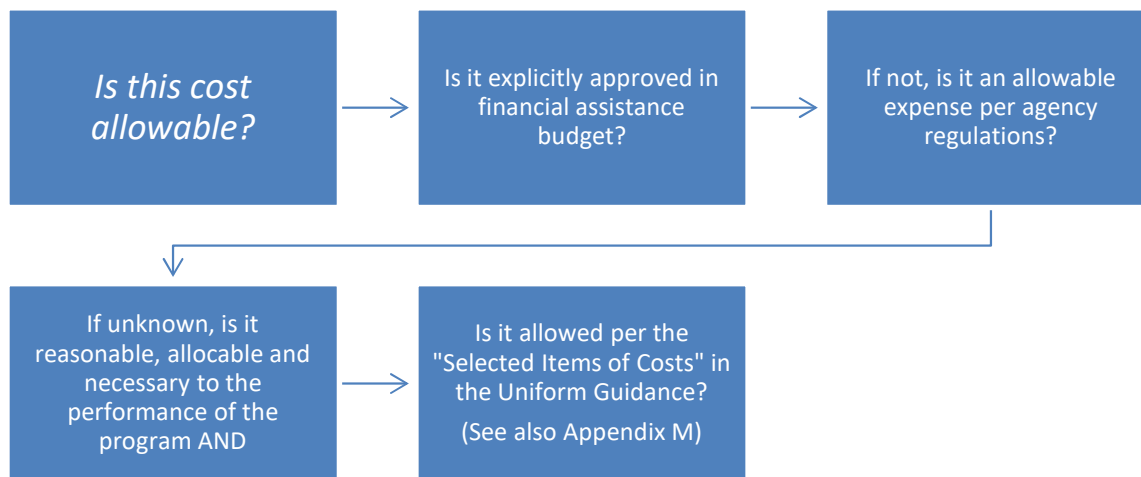 Is this cost
allowable?
Is it explicitly approved in
financial assistance
budget?
If not, is it an allowable
expense per agency
regulations?
If unknown, is it
reasonable, allocable and
necessary to the
performance of the
program AND
Is it allowed per the
"Selected Items of Costs" in
the Uniform Guidance?
(See also Appendix M)